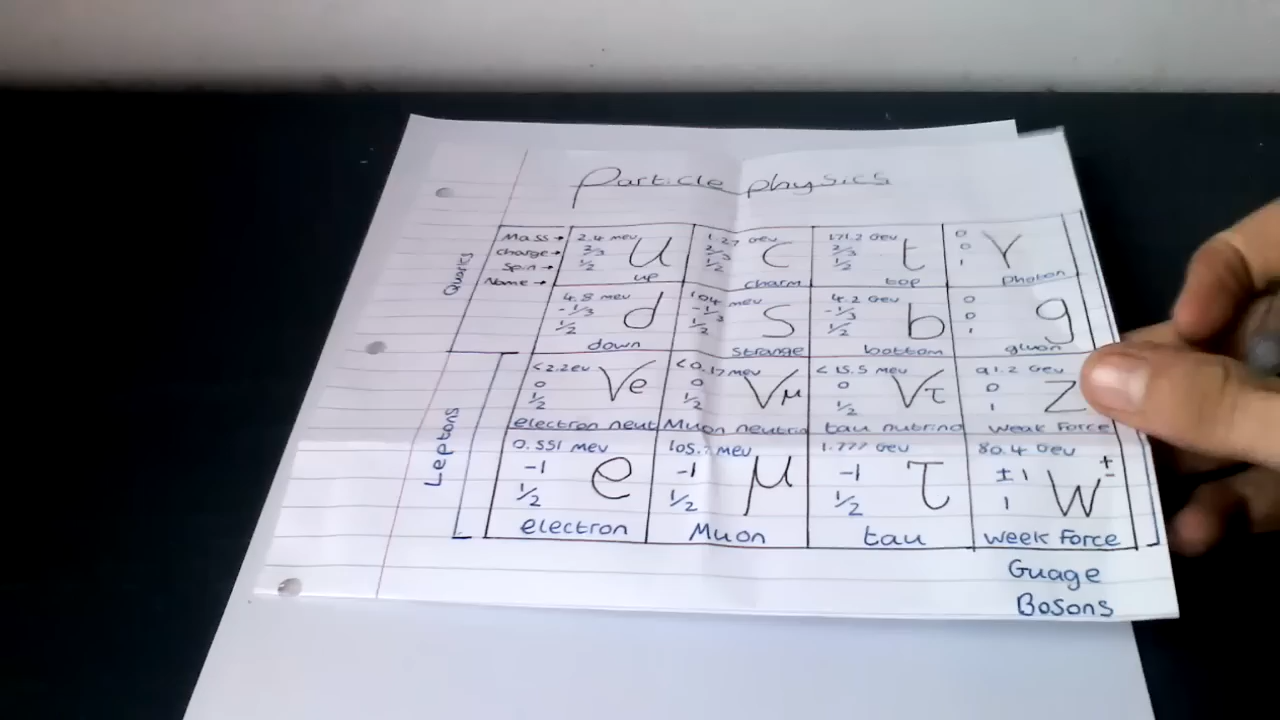 Particle physics
Quarks
Mass →
charge →
Spin →
Name →
2.4 mev
2/3
1/2
u
up
1.27 Gev
2/3
1/2
c
charm
171.2 Gev
2/3
1/2
t
top
0
0
1
γ
photon
4.8 mev
-1/3
1/2
d
down
104 mev
-1/3
1/2
s
strange
4.2 Gev
-1/3
1/2
b
bottom
0
0
1
g
gluon
Leptons
<2.2 ev
0
1/2
Ve
electron neut
<0.17 mev
0
1/2
Vμ
Muon neutrin
<15.5 mev
0
1/2
Vτ
tau nutrino
91.2 Gev
0
1
Z
weak Force
0.551 mev
-1
1/2
e
electron
mev
-1
1/2
μ
Muon
1.777 Gev
-1
1/2
τ
tau
80.4 Gev
±1
1
W±
week Force
Guage
Bosons